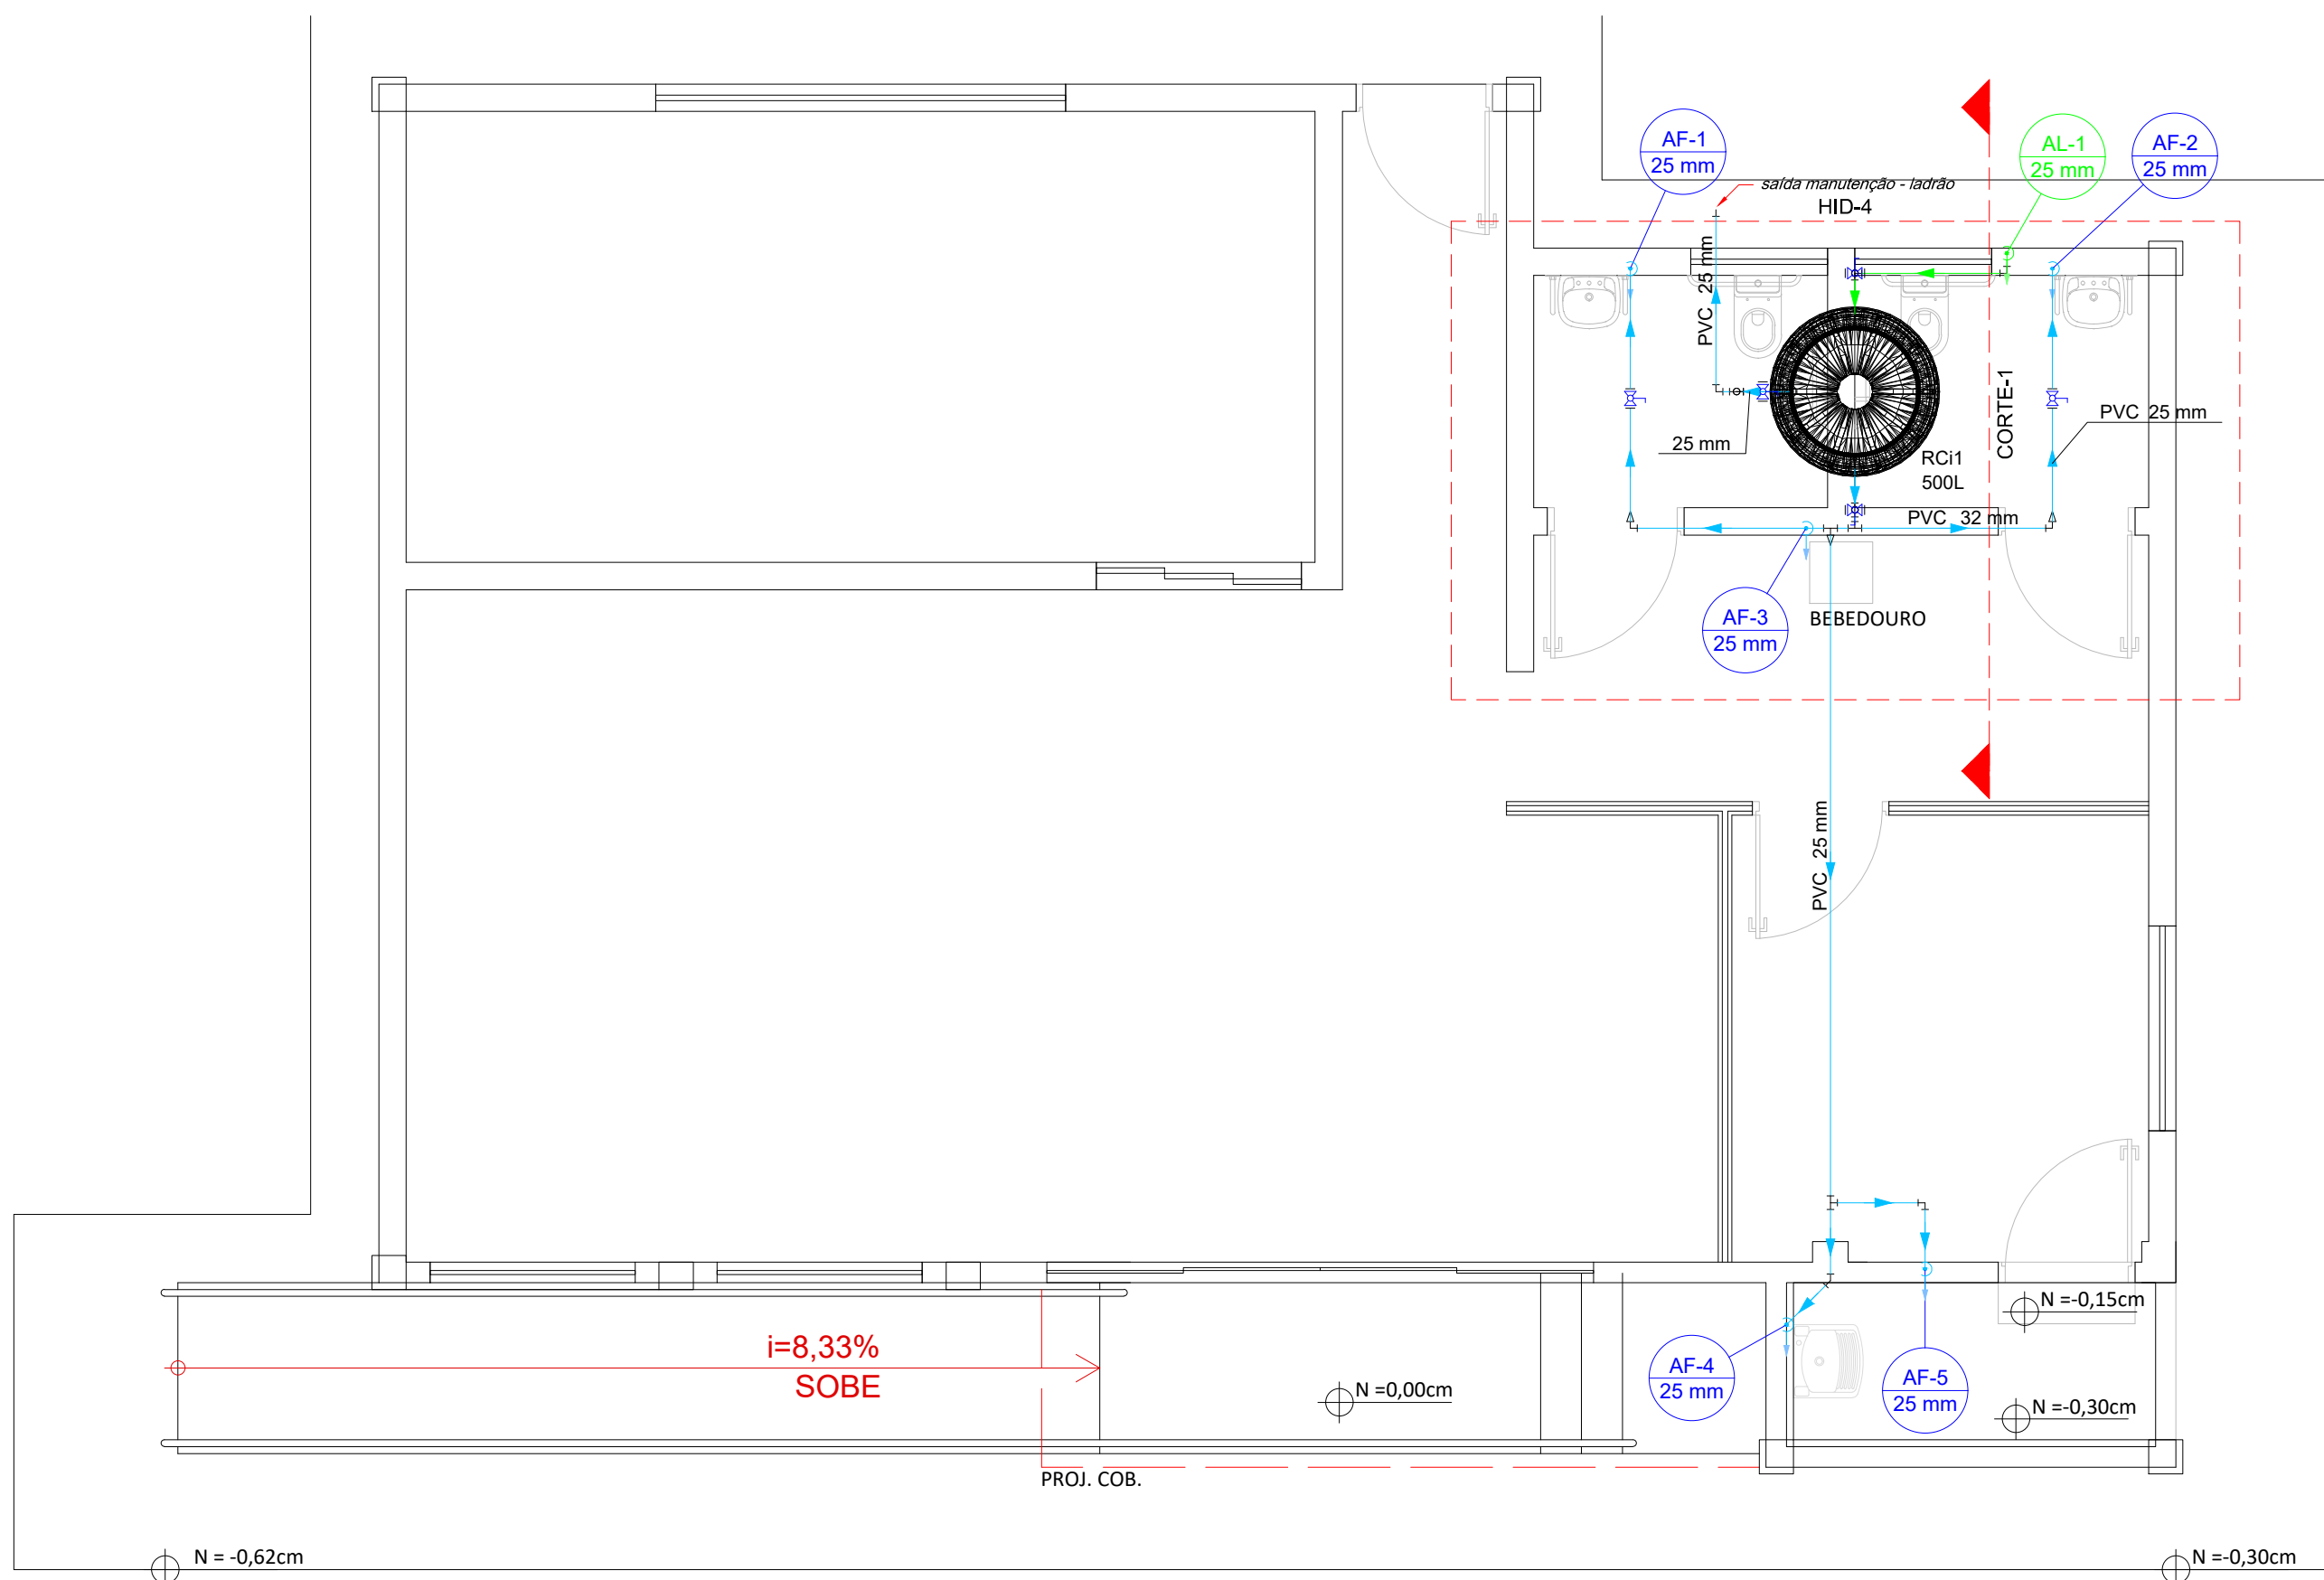 AF-1
25 mm
AL-1
25 mm
AF-2
25 mm
saída manutenção - ladrão
HID-4
PVC 25 mm
CORTE-1
PVC 25 mm
25 mm
RCi1
500L
PVC 32 mm
AF-3
25 mm
BEBEDOURO
PVC 25 mm
N =-0,15cm
i=8,33%
SOBE
AF-4
25 mm
AF-5
25 mm
N =0,00cm
N =-0,30cm
PROJ. COB.
N = -0,62cm
N =-0,30cm